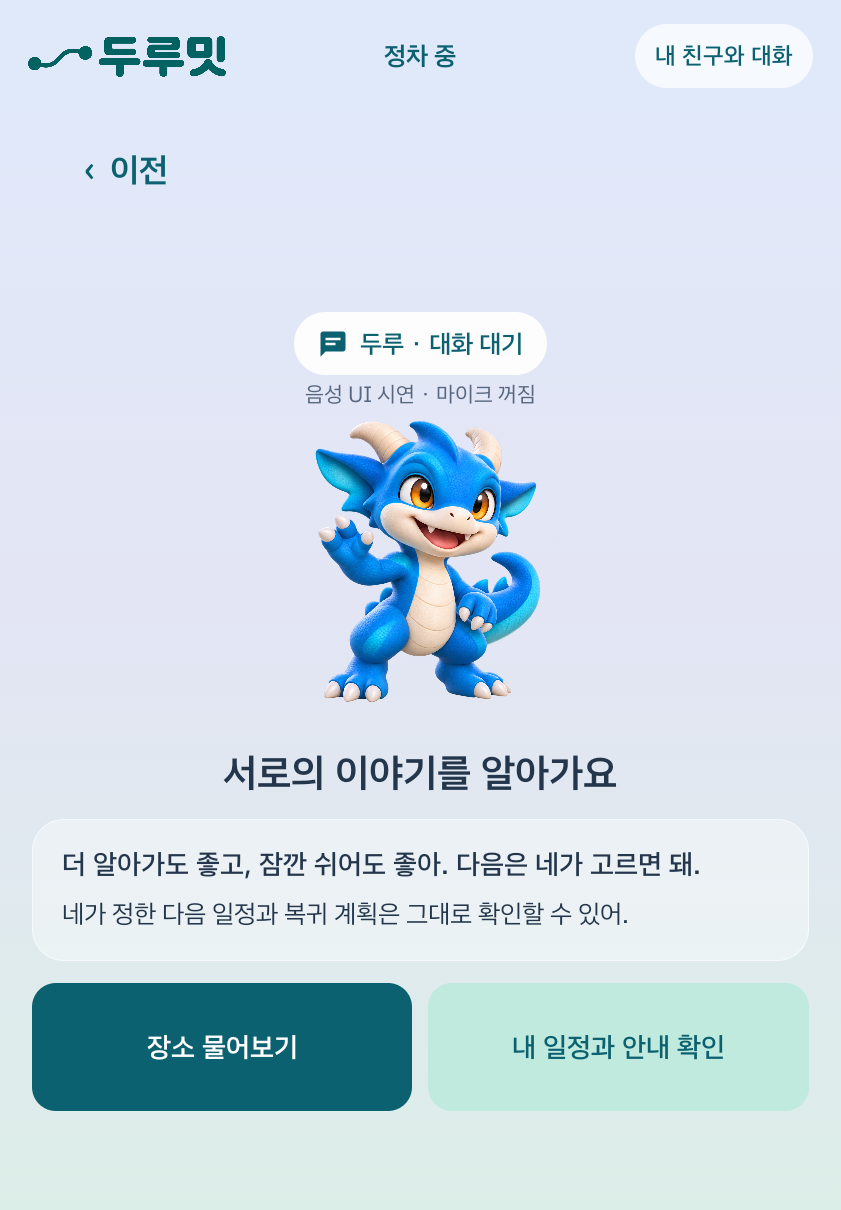 두루밋
정차 중
내 친구와 대화
‹ 이전
두루 · 대화 대기
음성 UI 시연 · 마이크 꺼짐
서로의 이야기를 알아가요
더 알아가도 좋고, 잠깐 쉬어도 좋아. 다음은 네가 고르면 돼.
네가 정한 다음 일정과 복귀 계획은 그대로 확인할 수 있어.
장소 물어보기
내 일정과 안내 확인